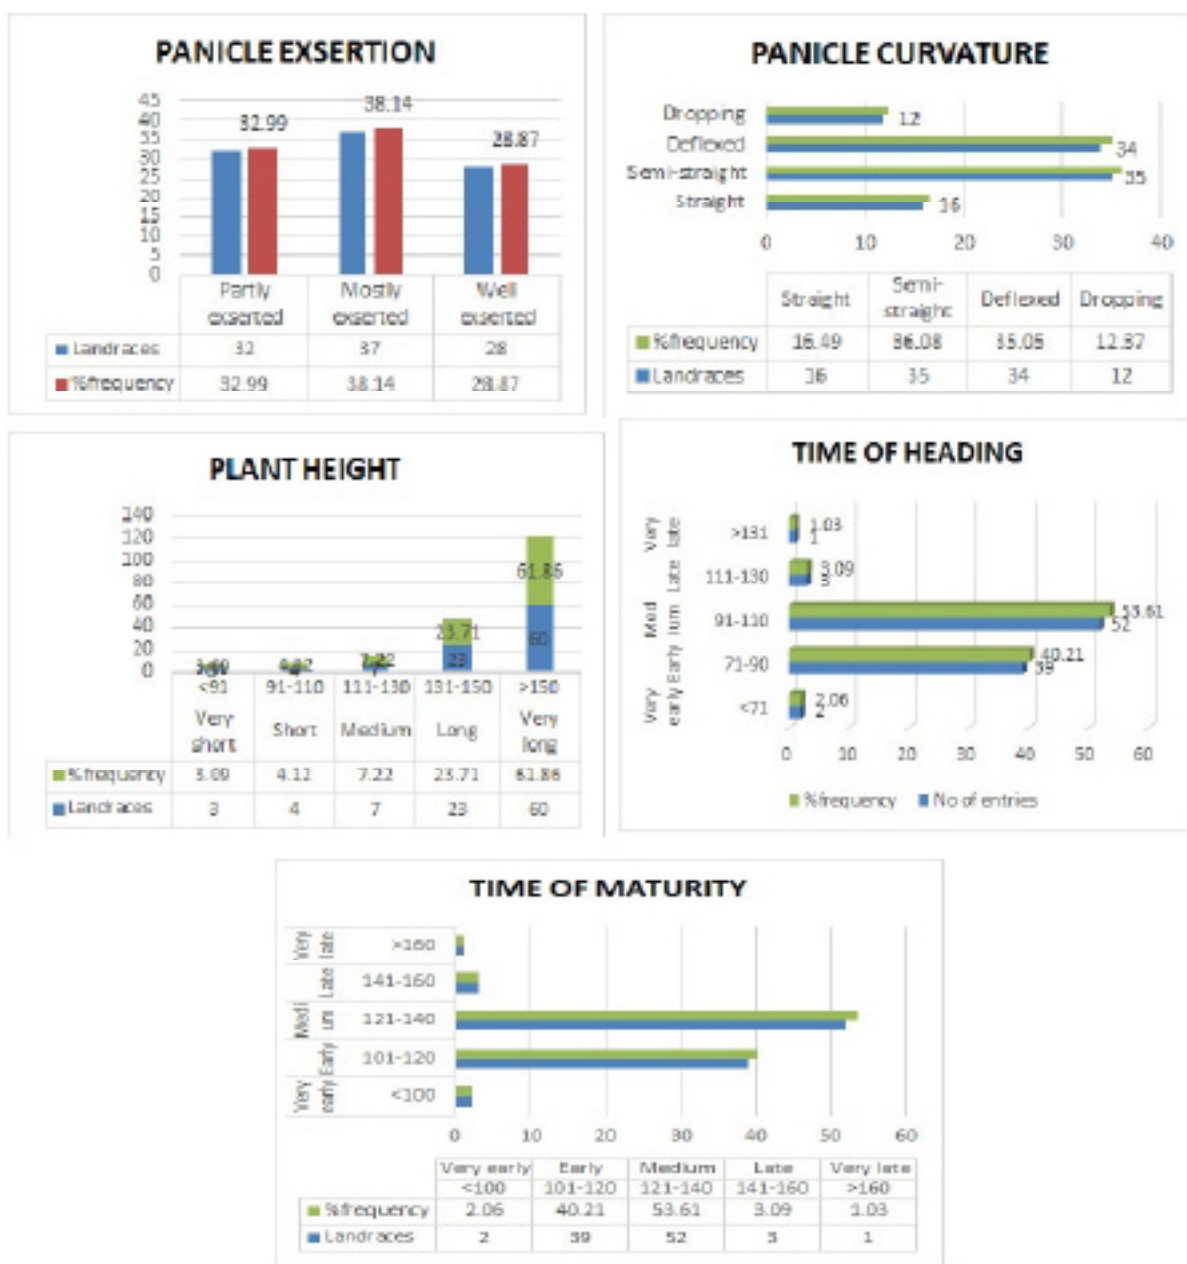 PANICLE EXSERTION
45
40
35
30
25
20
15
10
5
0
32.99
38.14
28.87
Partly exserted
Mostly exserted
Well exserted
Landraces 32 37 28
%frequency 32.99 38.14 28.87
PANICLE CURVATURE
Dropping 12
Deflexed 34
Semi-straight 35
Straight 16
0 10 20 30 40
Straight Semi-straight Deflexed Dropping
%frequency 16.49 36.08 35.05 12.37
Landraces 16 35 34 12
PLANT HEIGHT
140
120
100
80
60
40
20
0
3.09 4.12 7.22 23.71 61.86
23 60
<91 91-110 111-130 131-150 >150
Very short Short Medium Long Very long
%frequency 3.09 4.12 7.22 23.71 61.86
Landraces 3 4 7 23 60
TIME OF HEADING
Very late >131 1.03 1
Late 111-130 3.09 3
Medium 91-110 53.61 52
Early 71-90 40.21 39
Very early <71 2.06 2
0 10 20 30 40 50 60
%frequency No of entries
TIME OF MATURITY
Very late >160
Late 141-160
Medi um 121-140
Early 101-120
Very early <100
0 10 20 30 40 50 60
Very early Early Medium Late Very late
<100 101-120 121-140 141-160 >160
%frequency 2.06 40.21 53.61 3.09 1.03
Landraces 2 39 52 3 1